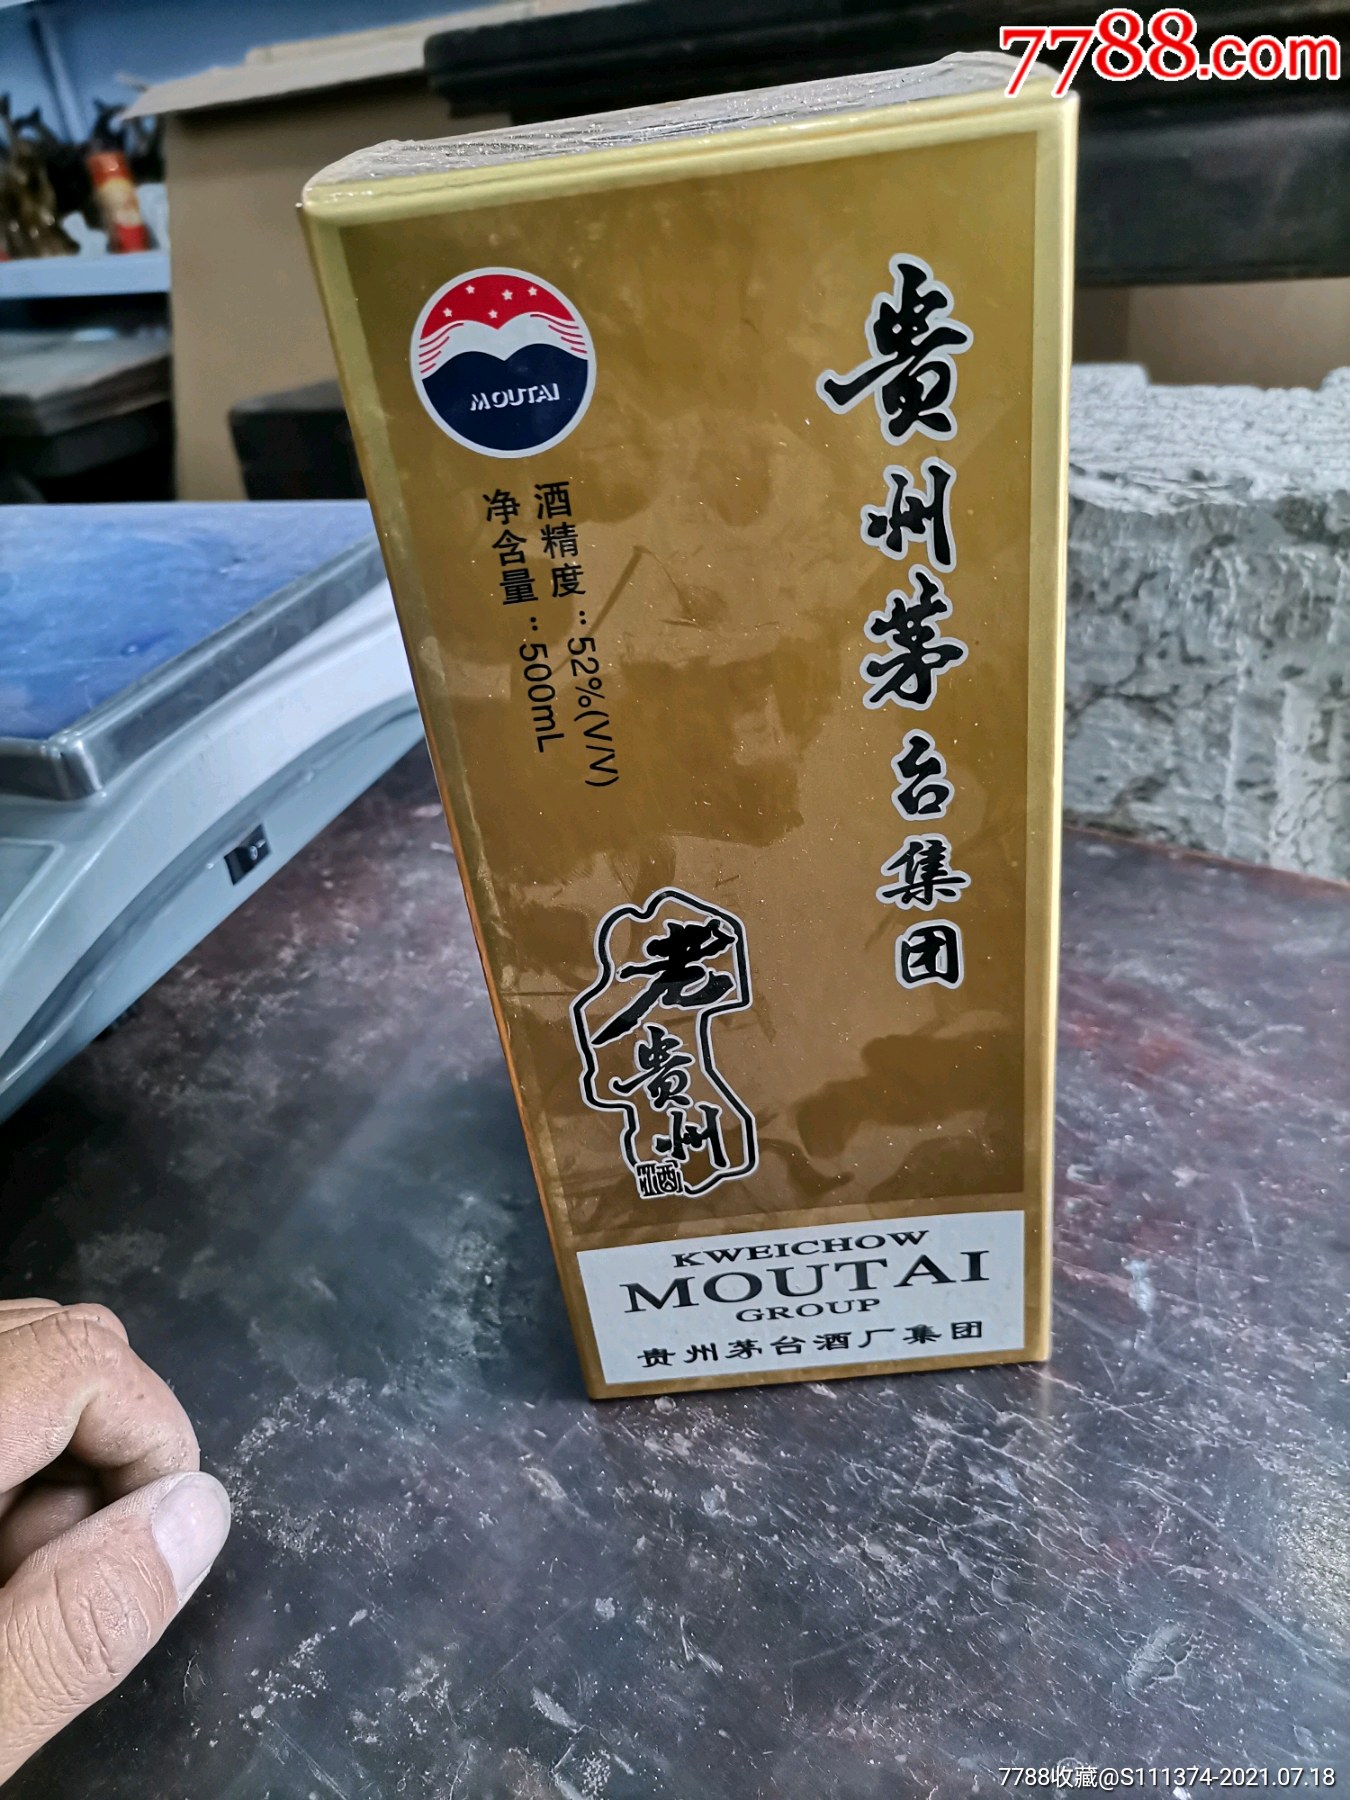 7788.com
MOUTAI
贵州茅台集团
酒精度：52%(V/V)
净含量：500mL
老贵州
KWEICHOW
MOUTAI
GROUP
贵州茅台酒厂集团
7788收藏@S111374-2021.07.18